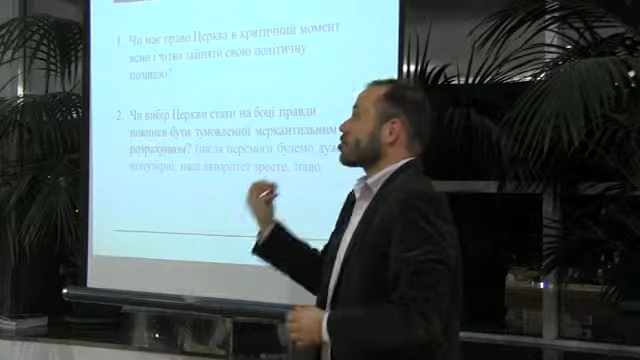 1. Чи має право Церква в критичний момент
ясно і чітко зайняти свою політичну
позицію?
2. Чи вибір Церкви стати на боці правди
повинен бути зумовлений меркантильним
розрахунком? (після перемоги будемо дуже
популярні, наш авторитет зросте, тощо